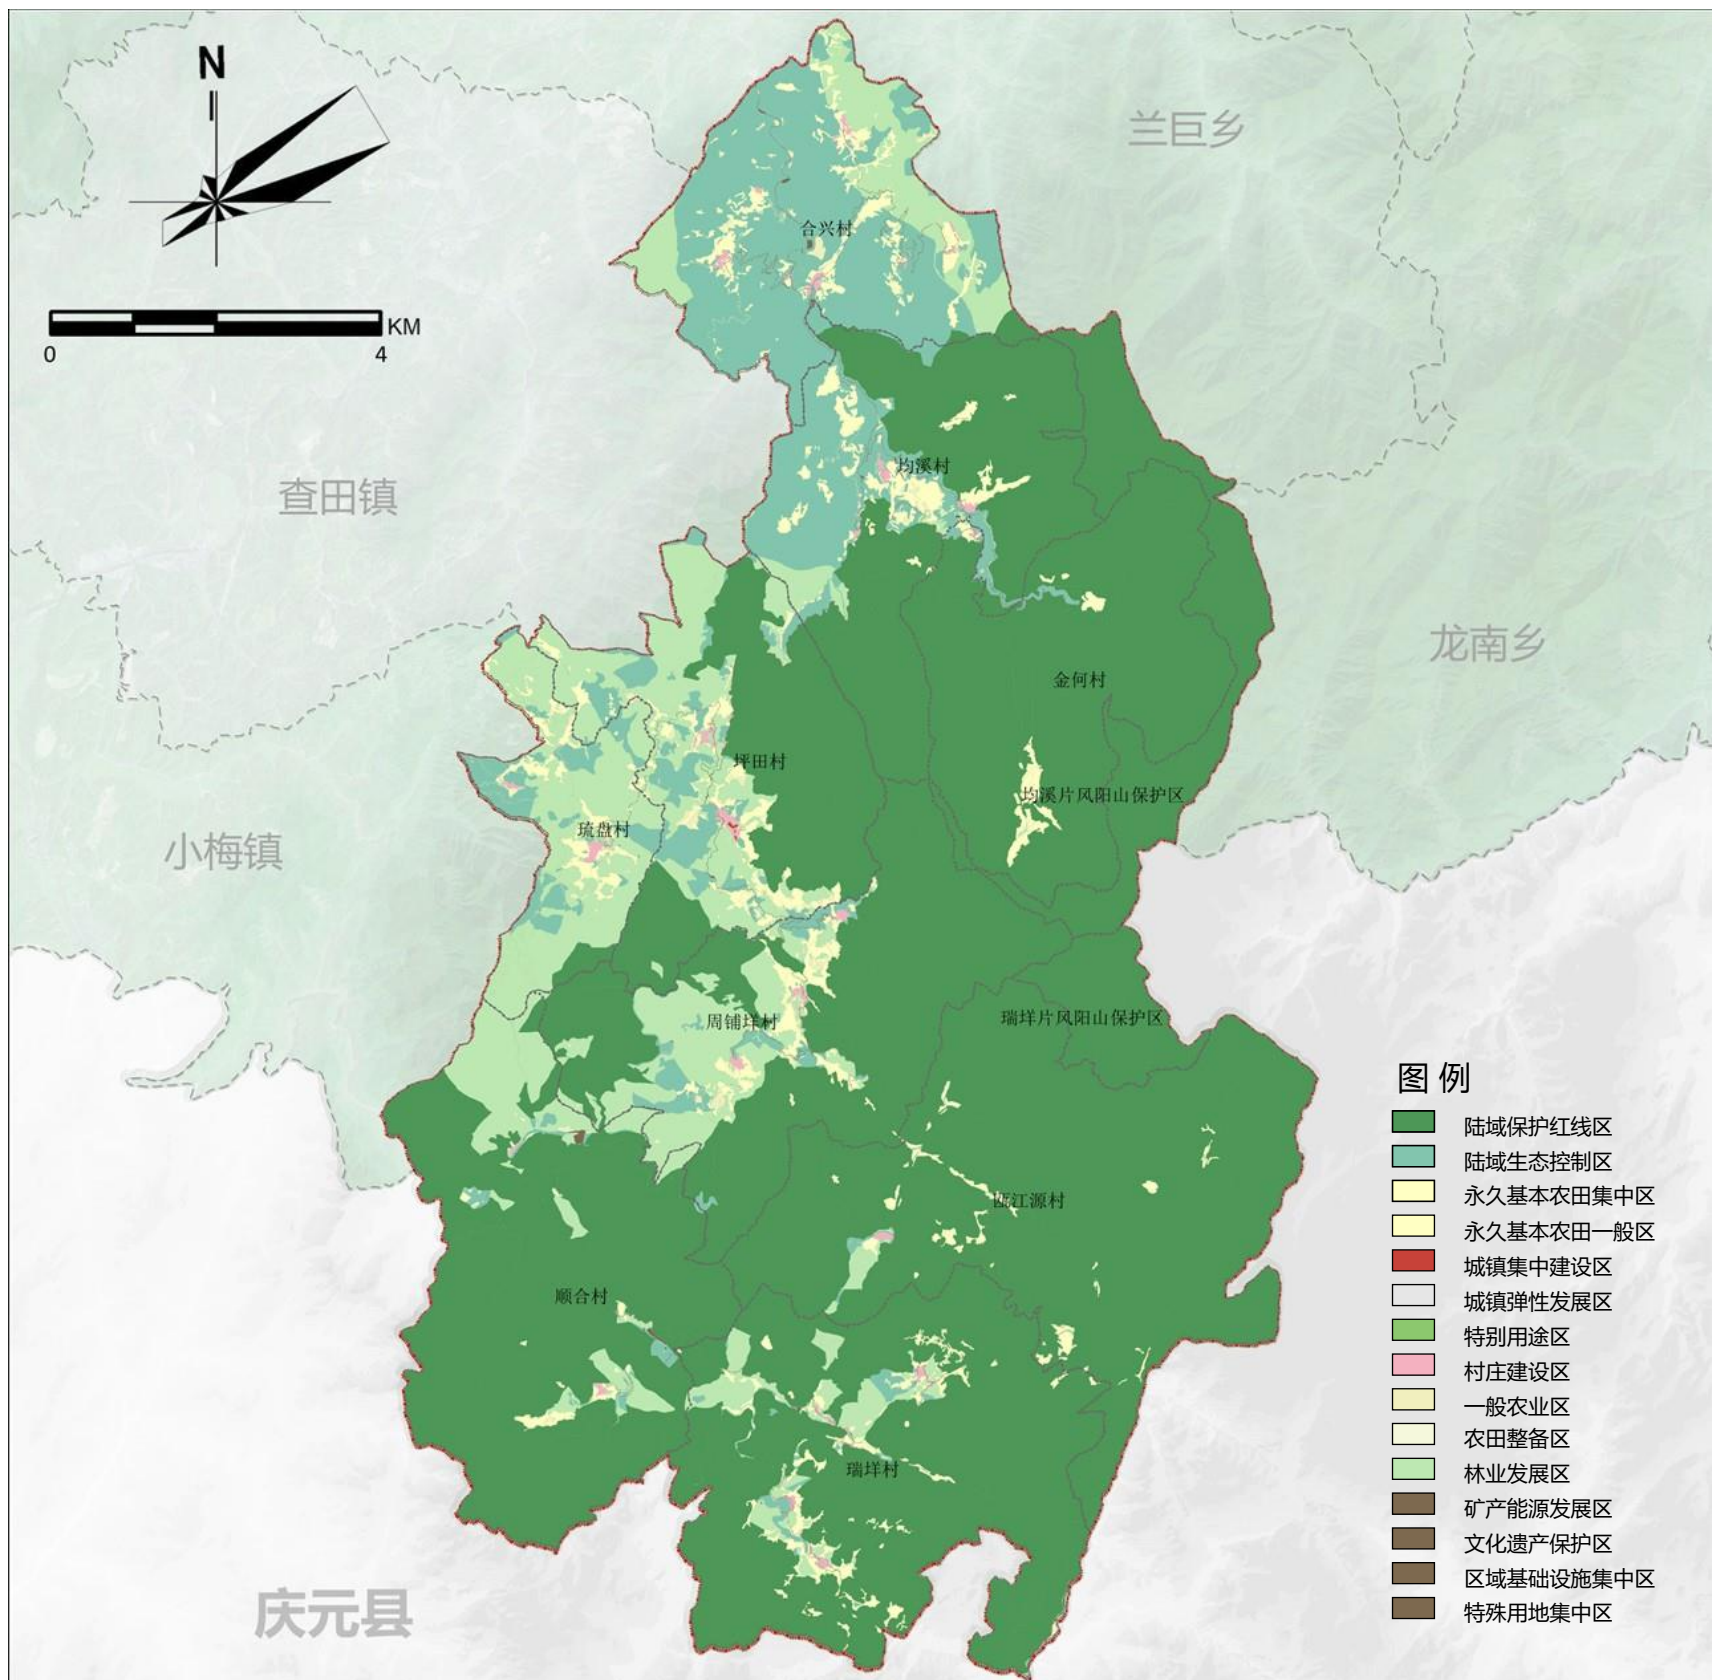 N
KM
0
4
兰巨乡
合兴村
均溪村
查田镇
龙南乡
金何村
坪田村
均溪片风阳山保护区
琉盘村
小梅镇
瑞垟片风阳山保护区
周铺垟村
瓯江源村
顺合村
瑞垟村
庆元县
图例
陆域保护红线区
陆域生态控制区
永久基本农田集中区
永久基本农田一般区
城镇集中建设区
城镇弹性发展区
特别用途区
村庄建设区
一般农业区
农田整备区
林业发展区
矿产能源发展区
文化遗产保护区
区域基础设施集中区
特殊用地集中区